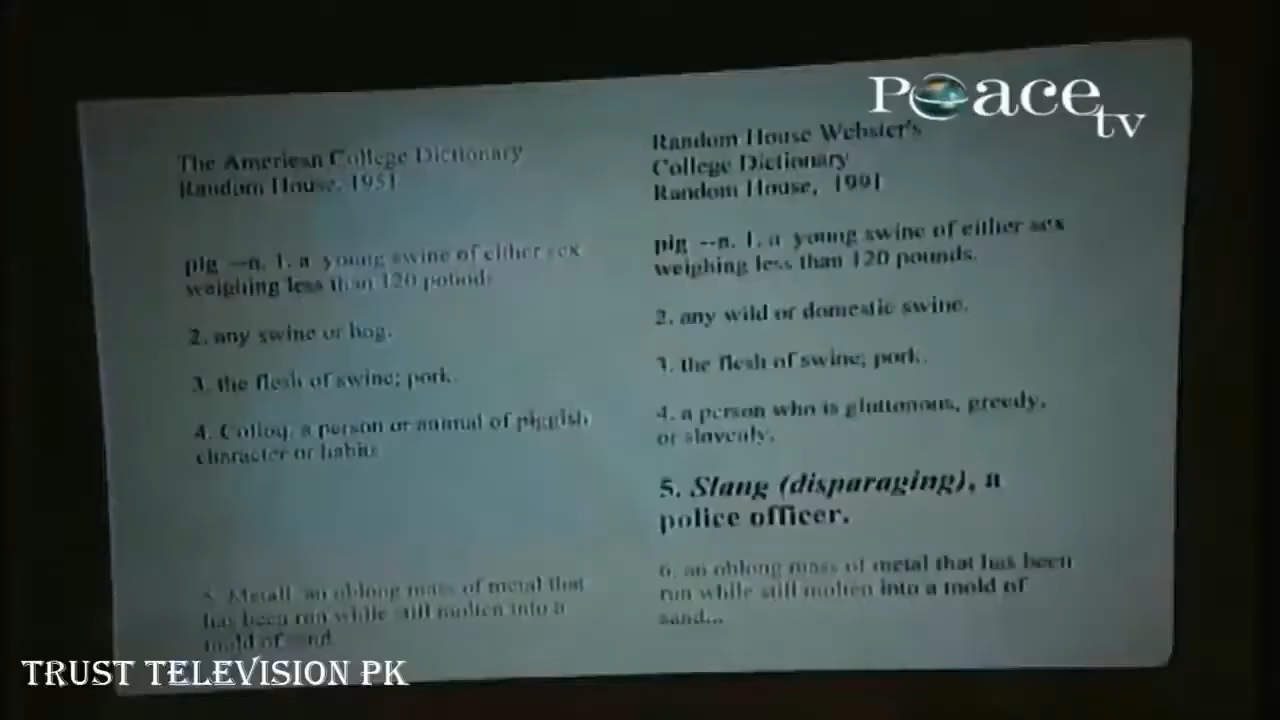 Peace tv
The American College Dictionary
Random House, 1951
pig --n. 1. a young swine of either sex
weighing less than 120 pounds.
2. any swine or hog.
3. the flesh of swine; pork.
4. Colloq. a person or animal of piggish
character or habits
5. Metall. an oblong mass of metal that
has been run while still molten into a
mold of sand
Random House Webster's
College Dictionary
Random House, 1991
pig --n. 1. a young swine of either sex
weighing less than 120 pounds.
2. any wild or domestic swine.
3. the flesh of swine; pork.
4. a person who is gluttonous, greedy,
or slovenly.
5. Slang (disparaging), a
police officer.
6. an oblong mass of metal that has been
run while still molten into a mold of
sand...
TRUST TELEVISION PK